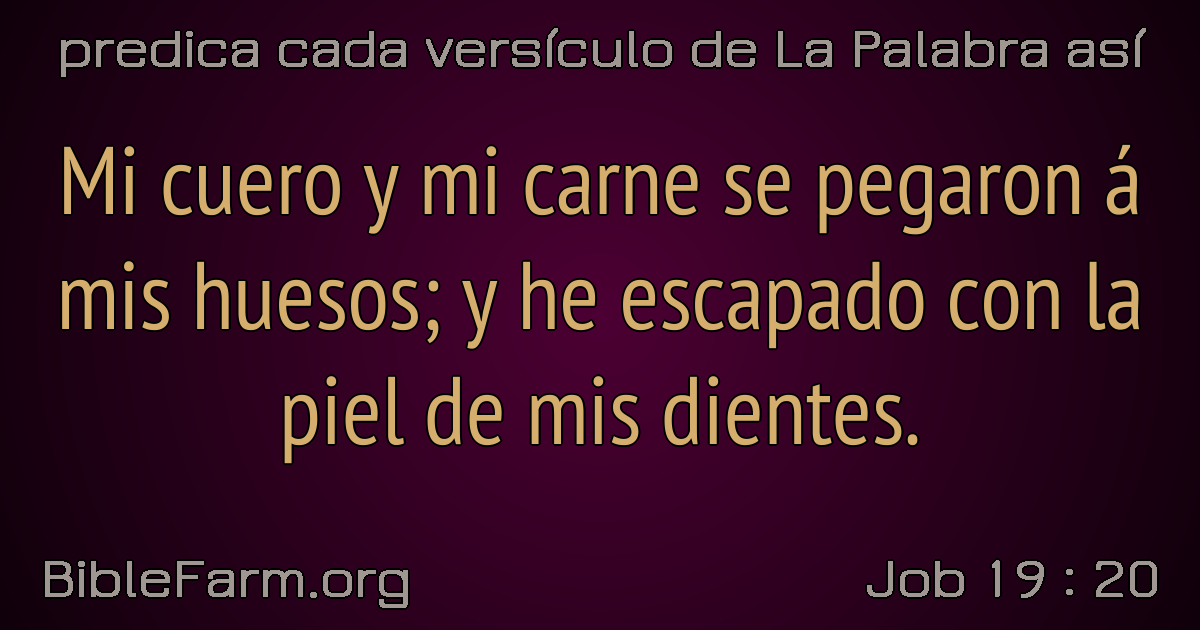 predica cada versículo de La Palabra así
Mi cuero y mi carne se pegaron á
mis huesos; y he escapado con la
piel de mis dientes.
BibleFarm.org
Job 19 : 20